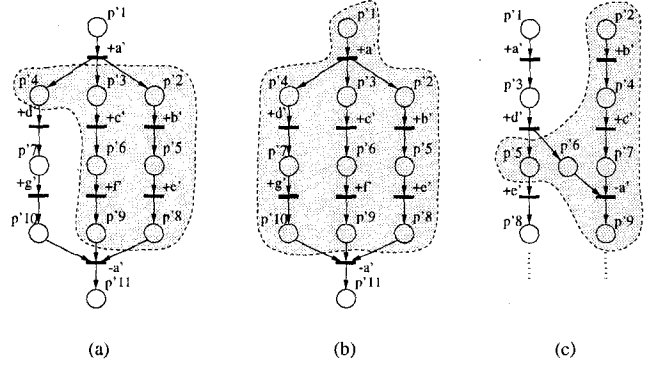 p'1 p'1 p'1 p'2
+a' +a' +a' +b'
p'4 p'3 p'2 p'4 p'3 p'2 p'3 p'4
+d' +c' +b' +d' +c' +b' +d' +c'
p'7 p'6 p'5 p'7 p'6 p'5 p'5 p'6 p'7
+g' +f' +e' +g' +f' +e' +e' -a'
p'10 p'9 p'8 p'10 p'9 p'8 p'8 p'9
-a' -a'
p'11 p'11
(a) (b) (c)